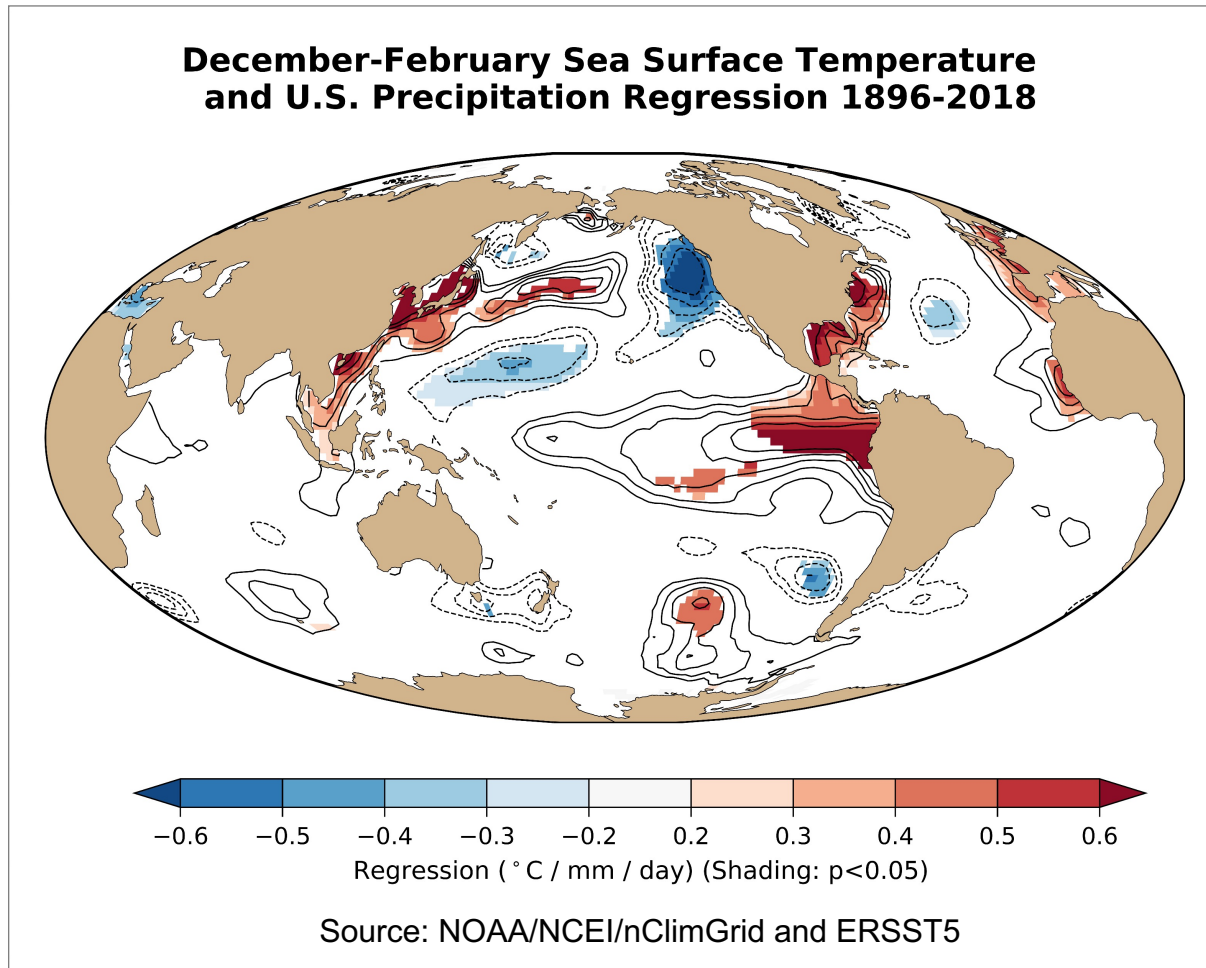 December-February Sea Surface Temperature
and U.S. Precipitation Regression 1896-2018
−0.6 −0.5 −0.4 −0.3 −0.2 0.2 0.3 0.4 0.5 0.6
Regression (°C / mm / day) (Shading: p<0.05)
Source: NOAA/NCEI/nClimGrid and ERSST5